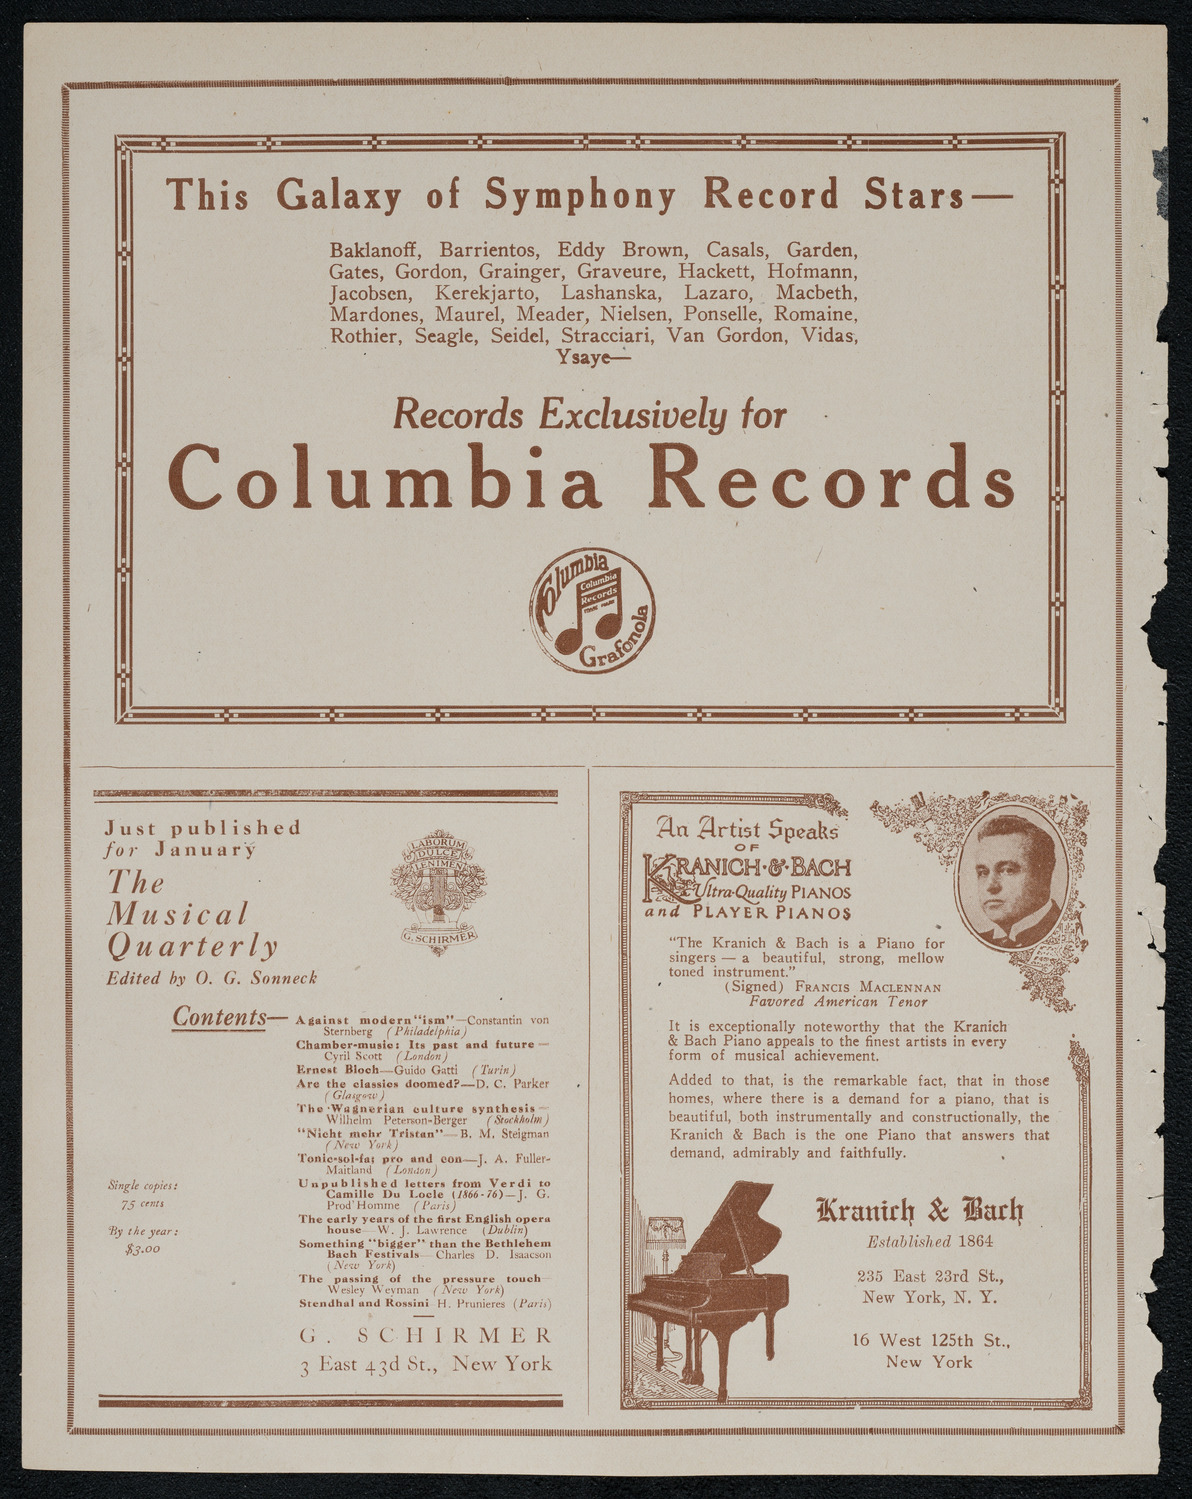 This Galaxy of Symphony Record Stars—
Baklanoff, Barrientos, Eddy Brown, Casals, Garden,
Gates, Gordon, Grainger, Graveure, Hackett, Hofmann,
Jacobsen, Kerekjarto, Lashanska, Lazaro, Macbeth,
Mardones, Maurel, Meader, Nielsen, Ponselle, Romaine,
Rothier, Seagle, Seidel, Stracciari, Van Gordon, Vidas,
Ysaye—
Records Exclusively for
Columbia Records
Columbia
Columbia
Records
Grafonola
Just published
for January
The
Musical
Quarterly
Edited by O. G. Sonneck
LABORUM
DULCE
LENIMEN
G. SCHIRMER
Contents—
Against modern "ism"—Constantin von
Sternberg (Philadelphia)
Chamber-music: Its past and future—
Cyril Scott (London)
Ernest Bloch—Guido Gatti (Turin)
Are the classics doomed?—D. C. Parker
(Glasgow)
The Wagnerian culture synthesis—
Wilhelm Peterson-Berger (Stockholm)
"Nicht mehr Tristan"—B. M. Steigman
(New York)
Tonic-sol-fa; pro and con—J. A. Fuller-
Maitland (London)
Unpublished letters from Verdi to
Camille Du Locle (1866-76)—J. G.
Prod'Homme (Paris)
The early years of the first English opera
house—W. J. Lawrence (Dublin)
Something "bigger" than the Bethlehem
Bach Festivals—Charles D. Isaacson
(New York)
The passing of the pressure touch—
Wesley Weyman (New York)
Stendhal and Rossini—H. Prunieres (Paris)
Single copies:
75 cents
By the year:
$3.00
G. SCHIRMER
3 East 43d St., New York
An Artist Speaks
OF
KRANICH & BACH
Ultra-Quality PIANOS
and PLAYER PIANOS
"The Kranich & Bach is a Piano for
singers — a beautiful, strong, mellow
toned instrument."
(Signed) FRANCIS MACLENNAN
Favored American Tenor
It is exceptionally noteworthy that the Kranich
& Bach Piano appeals to the finest artists in every
form of musical achievement.
Added to that, is the remarkable fact, that in those
homes, where there is a demand for a piano, that is
beautiful, both instrumentally and constructionally, the
Kranich & Bach is the one Piano that answers that
demand, admirably and faithfully.
Kranich & Bach
Established 1864
235 East 23rd St.,
New York, N. Y.
16 West 125th St.,
New York